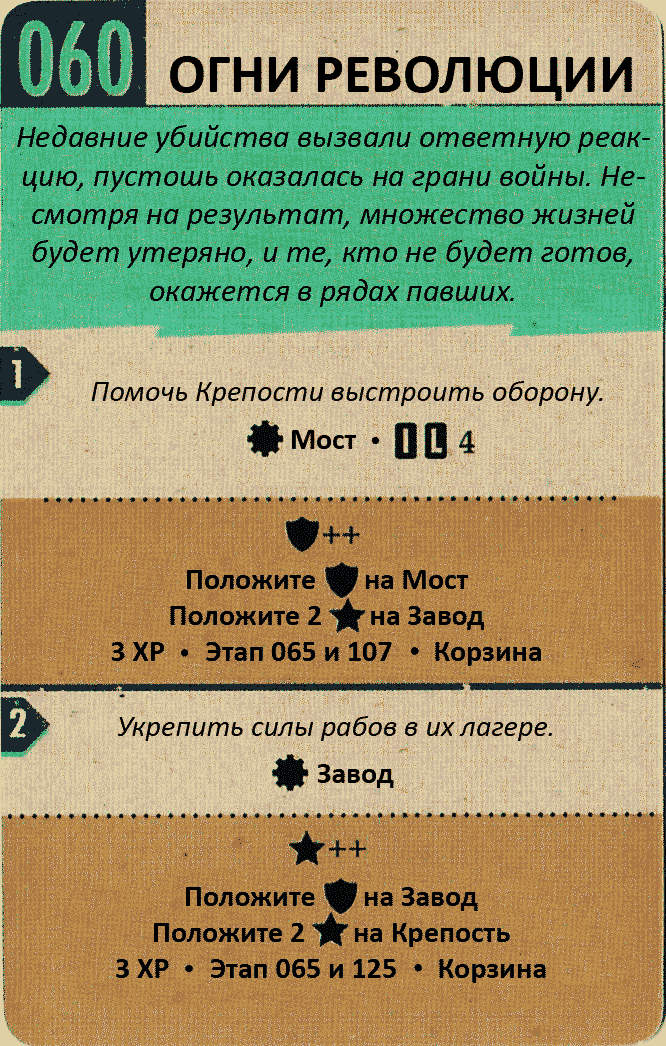 060 ОГНИ РЕВОЛЮЦИИ
Недавние убийства вызвали ответную реак-
цию, пустошь оказалась на грани войны. Не-
смотря на результат, множество жизней
будет утеряно, и те, кто не будет готов,
окажется в рядах павших.
1
Помочь Крепости выстроить оборону.
Мост • I L 4
++
Положите на Мост
Положите 2 на Завод
3 XP • Этап 065 и 107 • Корзина
2
Укрепить силы рабов в их лагере.
Завод
++
Положите на Завод
Положите 2 на Крепость
3 XP • Этап 065 и 125 • Корзина